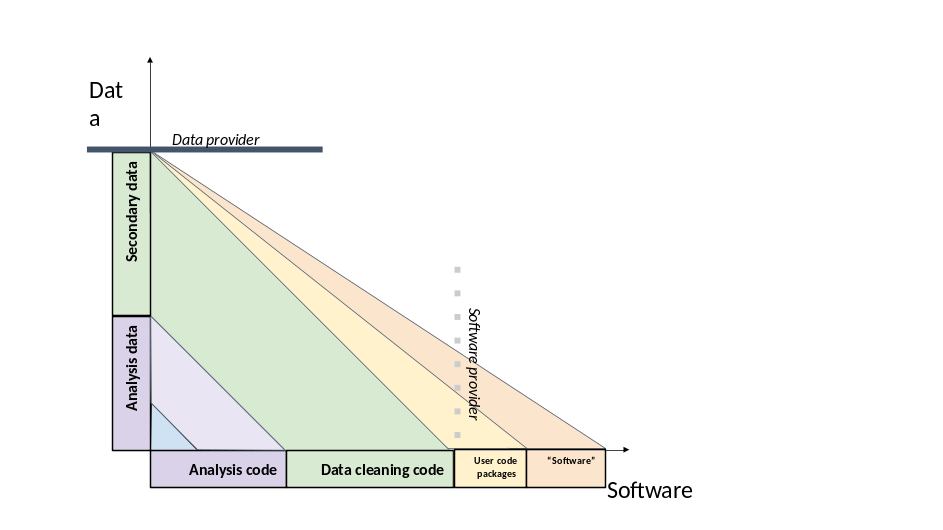 Dat
a
Data provider
Secondary data
Analysis data
Software provider
Analysis code
Data cleaning code
User code
packages
“Software”
Software